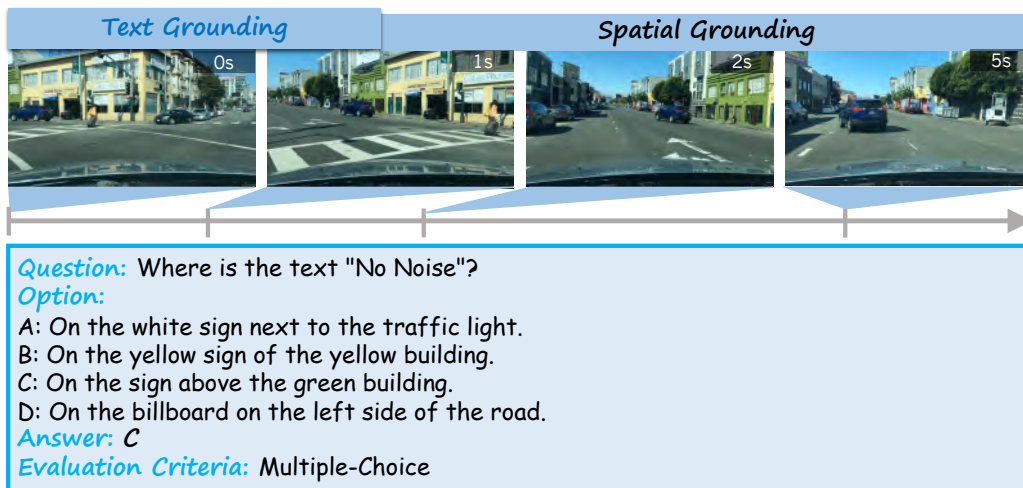 Text Grounding
Spatial Grounding
0s
1s
2s
5s
Question: Where is the text "No Noise"?
Option:
A: On the white sign next to the traffic light.
B: On the yellow sign of the yellow building.
C: On the sign above the green building.
D: On the billboard on the left side of the road.
Answer: C
Evaluation Criteria: Multiple-Choice